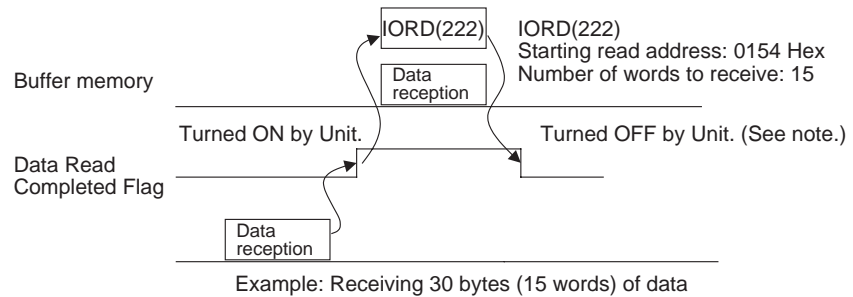 IORD(222)
IORD(222)
Starting read address: 0154 Hex
Number of words to receive: 15
Buffer memory
Data
reception
Turned ON by Unit.
Turned OFF by Unit. (See note.)
Data Read
Completed Flag
Data
reception
Example: Receiving 30 bytes (15 words) of data